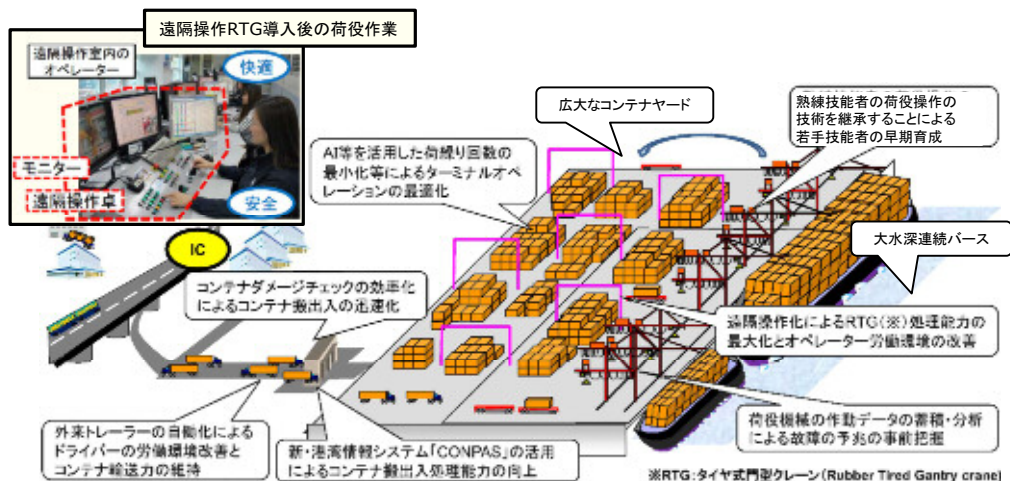 遠隔操作RTG導入後の荷役作業
遠隔操作室内の
オペレーター
快適
モニター
遠隔操作卓
安全
広大なコンテナヤード
熟練技能者の荷役操作の
技術を継承することによる
若手技能者の早期育成
AI等を活用した荷繰り回数の
最小化等によるターミナルオペ
レーションの最適化
IC
大水深連続バース
コンテナダメージチェックの効率化
によるコンテナ搬出入の迅速化
遠隔操作化によるRTG(※)処理能力の
最大化とオペレーター労働環境の改善
荷役機械の作動データの蓄積・分析
による故障の予兆の事前把握
外来トレーラーの自働化による
ドライバーの労働環境改善と
コンテナ輸送力の維持
新・港湾情報システム「CONPAS」の活用
によるコンテナ搬出入処理能力の向上
※RTG:タイヤ式門型クレーン(Rubber Tired Gantry crane)